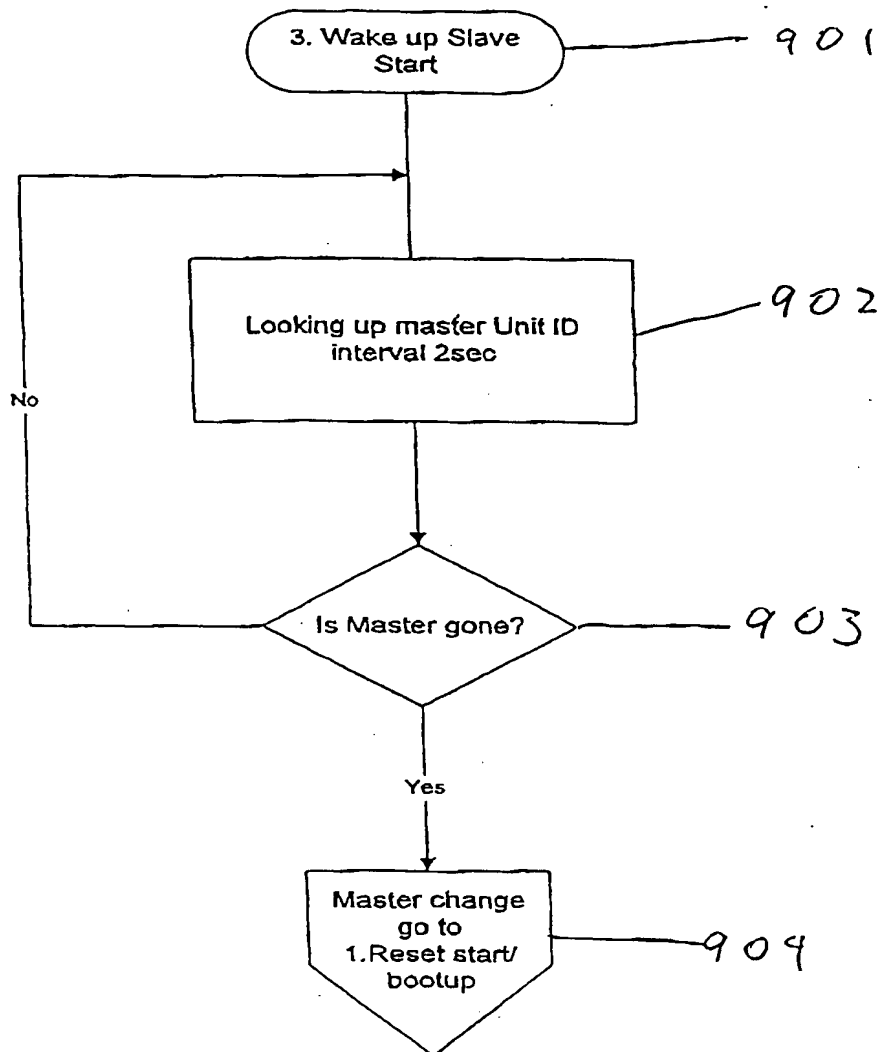 3. Wake up Slave
Start
901
Looking up master Unit ID
interval 2sec
902
No
Is Master gone?
903
Yes
Master change
go to
1.Reset start/
bootup
904